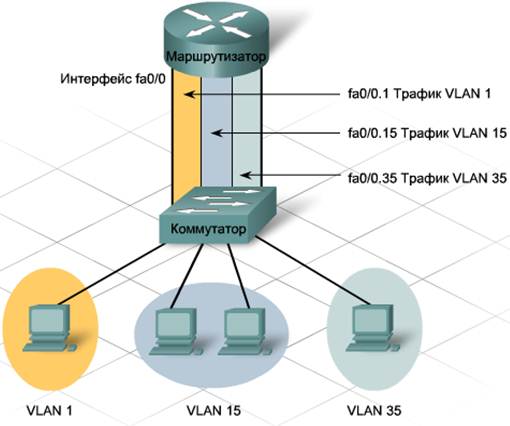 Маршрутизатор
Интерфейс fa0/0
fa0/0.1 Трафик VLAN 1
fa0/0.15 Трафик VLAN 15
fa0/0.35 Трафик VLAN 35
Коммутатор
VLAN 1
VLAN 15
VLAN 35